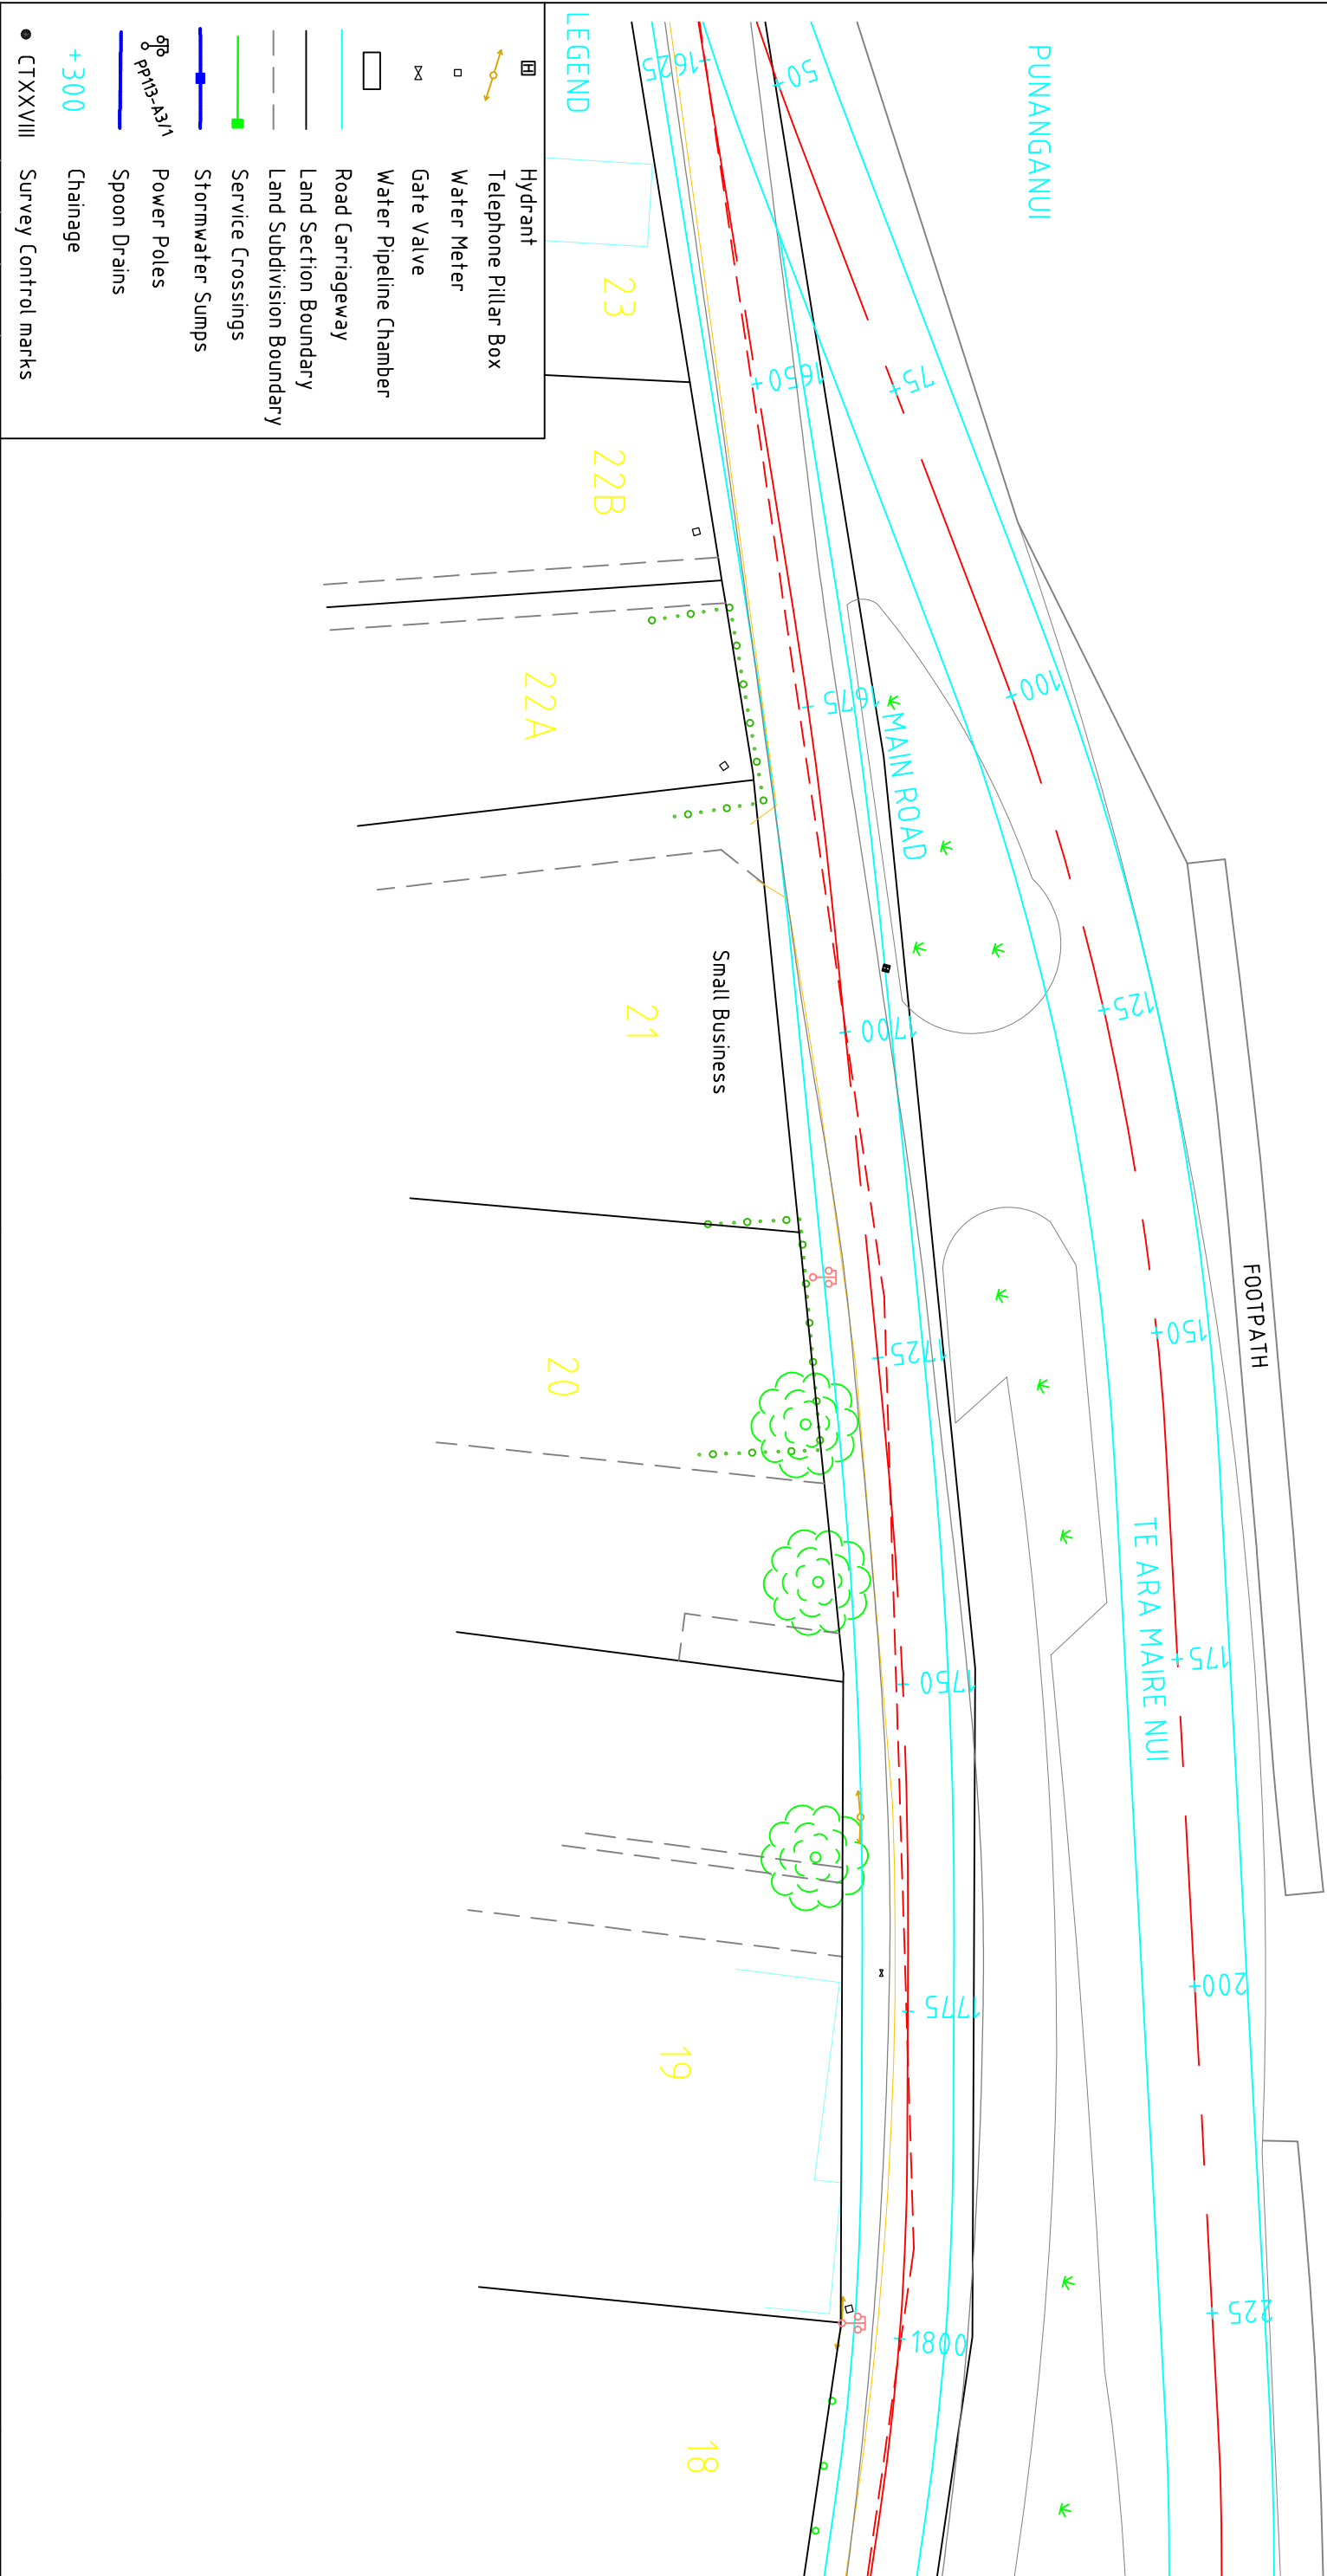 PUNANGANUI
50+
75+
100+
125+
150+
175+
200+
225+
FOOTPATH
TE ARA MAIRE NUI
MAIN ROAD
1625
1650+
1675
1700
1725
1750
1775
1800
23
22B
22A
21
Small Business
20
19
18
LEGEND
Hydrant
Telephone Pillar Box
Water Meter
Gate Valve
Water Pipeline Chamber
Road Carriageway
Land Section Boundary
Land Subdivision Boundary
Service Crossings
Stormwater Sumps
PP113-A3/1 Power Poles
Spoon Drains
+300 Chainage
CTXXVIII Survey Control marks